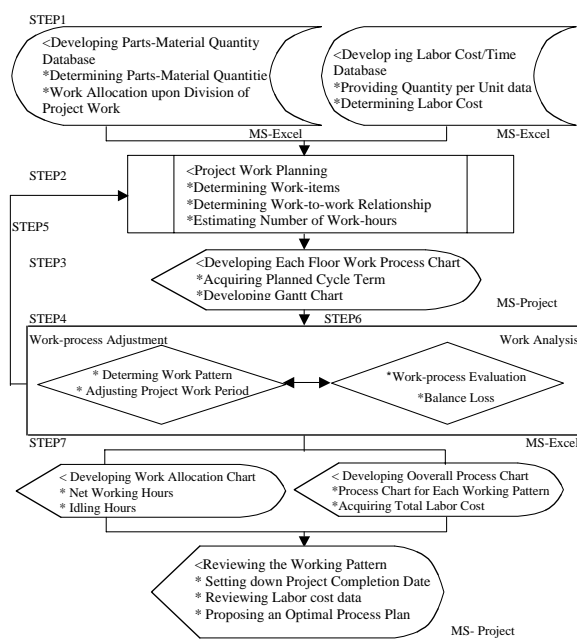 STEP1
<Developing Parts-Material Quantity
Database
*Determining Parts-Material Quantitie
*Work Allocation upon Division of
Project Work
<Develop ing Labor Cost/Time
Database
*Providing Quantity per Unit data
*Determining Labor Cost
MS-Excel
MS-Excel
STEP2
<Project Work Planning
*Determining Work-items
*Determining Work-to-work Relationship
*Estimating Number of Work-hours
STEP5
STEP3
<Developing Each Floor Work Process Chart
*Acquiring Planned Cycle Term
*Developing Gantt Chart
MS-Project
STEP4
STEP6
Work-process Adjustment
Work Analysis
* Determing Work Pattern
* Adjusting Project Work Period
*Work-process Evaluation
*Balance Loss
STEP7
MS-Excel
< Developing Work Allocation Chart
* Net Working Hours
* Idling Hours
< Developing Ooverall Process Chart
*Process Chart for Each Working Pattern
*Acquiring Total Labor Cost
<Reviewing the Working Pattern
* Setting down Project Completion Date
* Reviewing Labor cost data
* Proposing an Optimal Process Plan
MS- Project